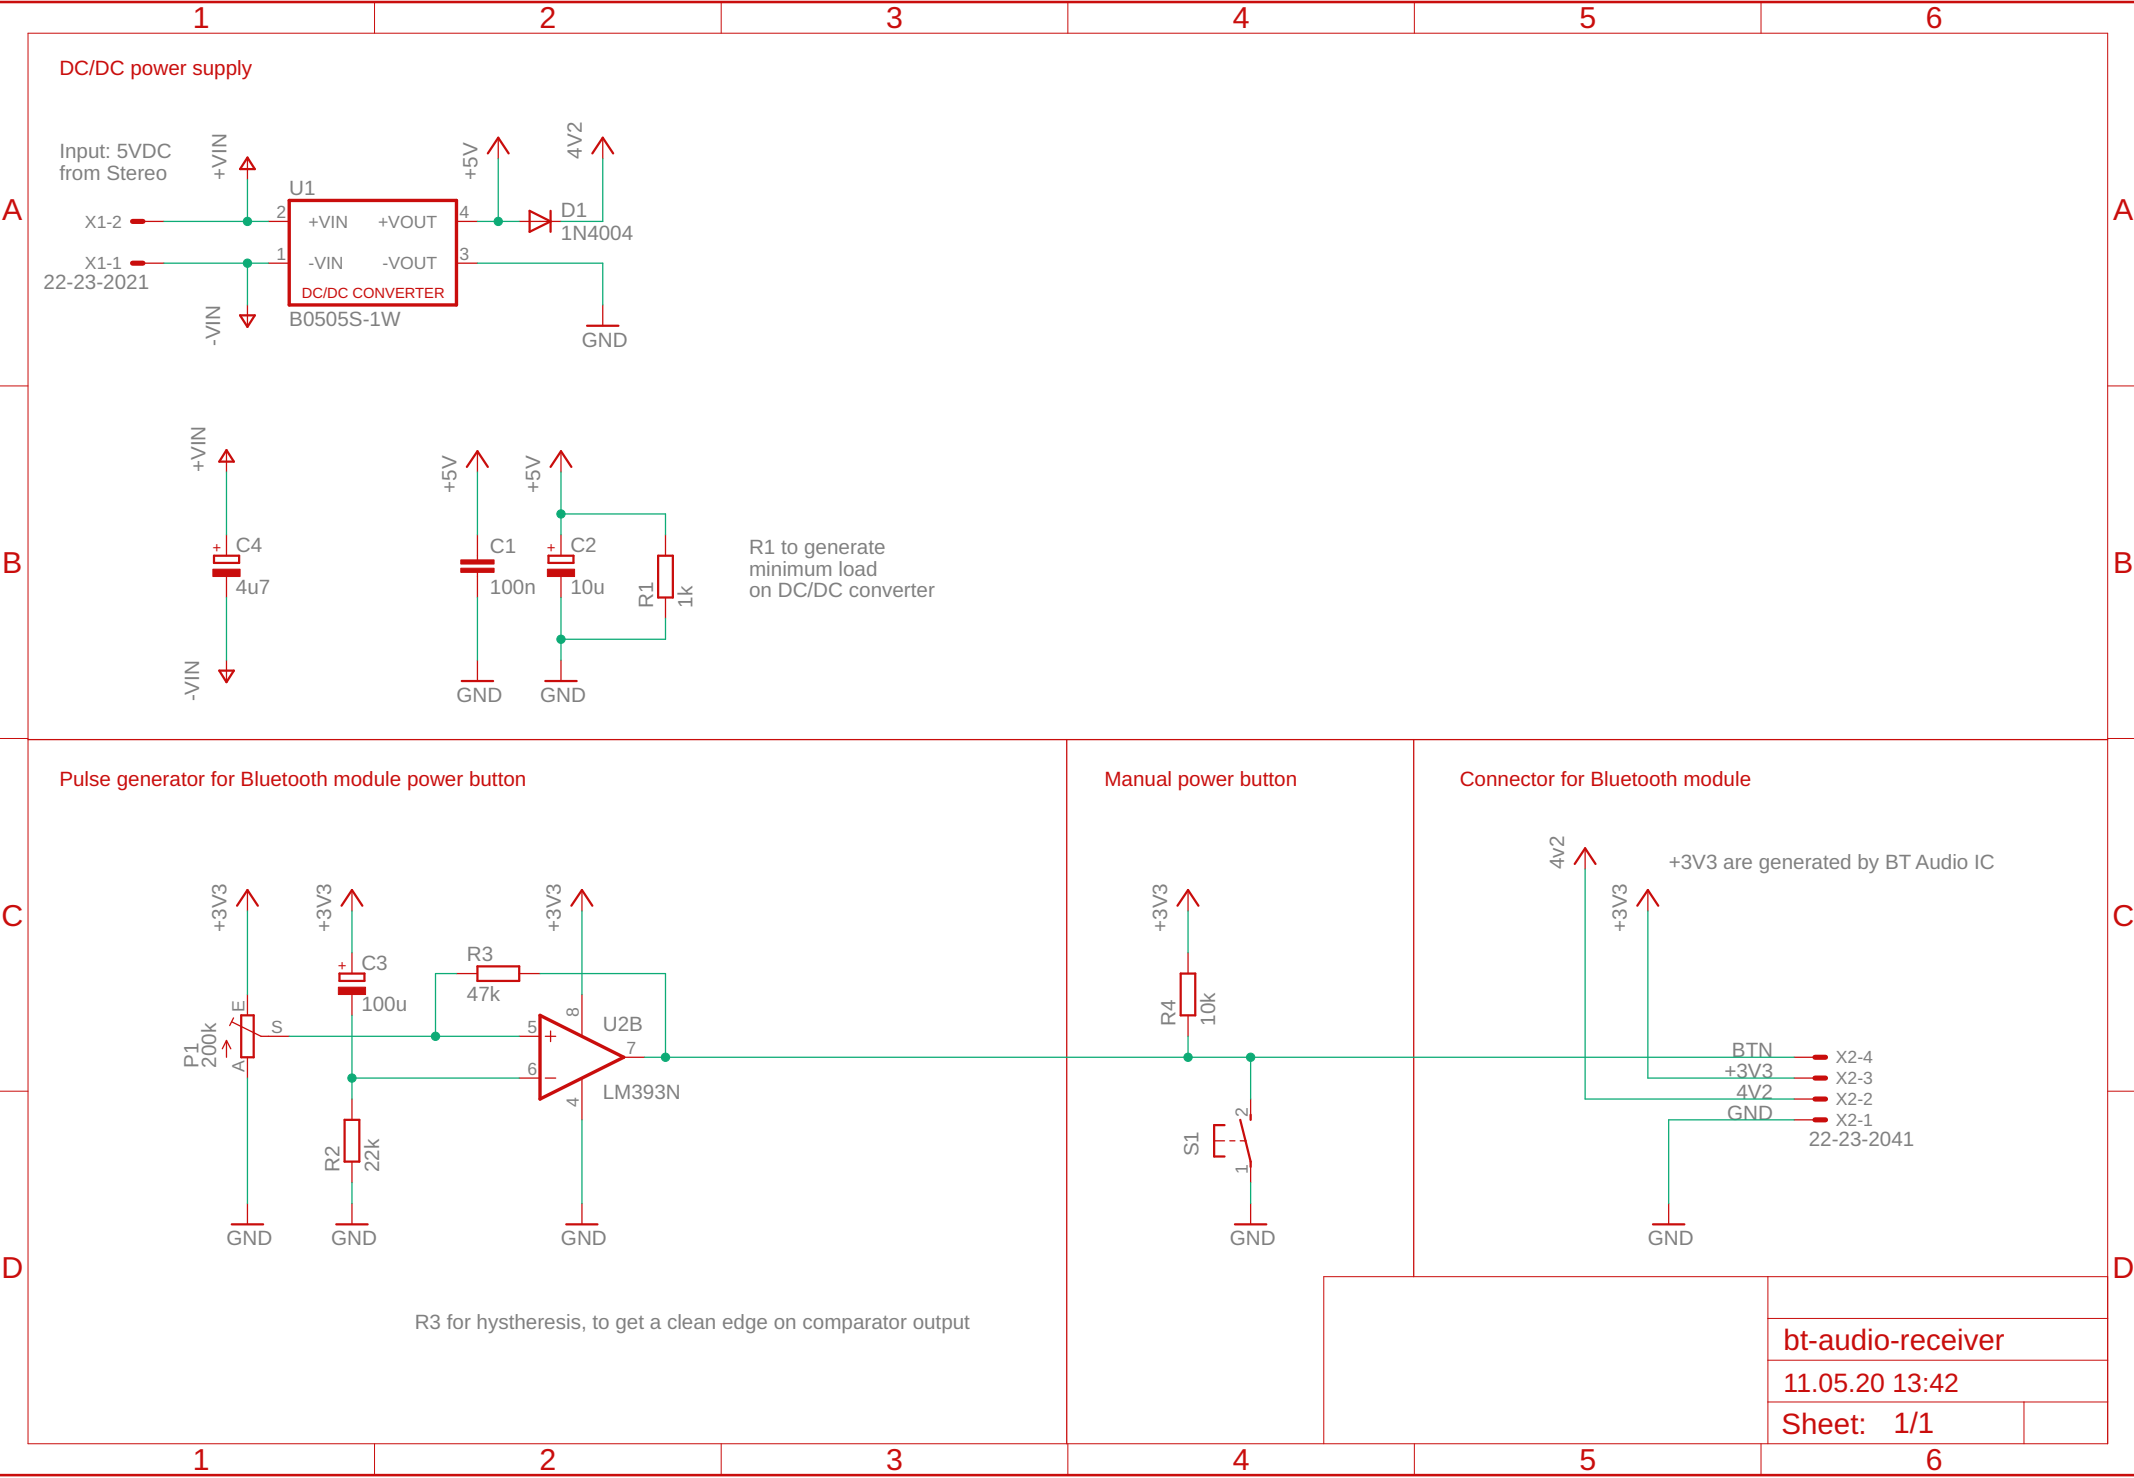 1 2 3 4 5 6
DC/DC power supply
Input: 5VDC
from Stereo
+VIN
+5V
4V2
U1
A
A
X1-2
2
+VIN
+VOUT
4
D1
1N4004
X1-1
1
-VIN
-VOUT
3
22-23-2021
DC/DC CONVERTER
B0505S-1W
-VIN
GND
+VIN
+5V
+5V
B
B
+
C4
4u7
C1
100n
+
C2
10u
R1
1k
R1 to generate
minimum load
on DC/DC converter
-VIN
GND
GND
Pulse generator for Bluetooth module power button
Manual power button
Connector for Bluetooth module
4v2
+3V3 are generated by BT Audio IC
C
C
+3V3
+3V3
+3V3
+3V3
+3V3
+
C3
100u
R3
47k
E
S
A
P1
200k
5
+
8
U2B
7
6
−
4
LM393N
R4
10k
BTN
X2-4
+3V3
X2-3
4V2
X2-2
GND
X2-1
22-23-2041
R2
22k
S1
2
1
GND
GND
GND
GND
GND
D
D
R3 for hystheresis, to get a clean edge on comparator output
bt-audio-receiver
11.05.20 13:42
Sheet: 1/1
1 2 3 4 5 6